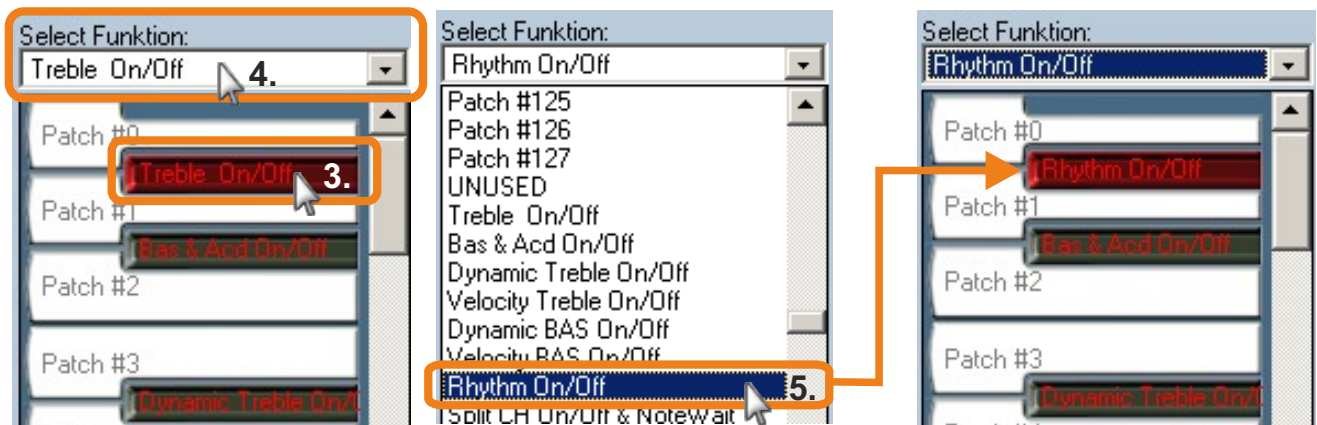 Select Funktion:
Treble On/Off
4.
Patch #0
Treble On/Off
3.
Patch #1
Bas & Acd On/Off
Patch #2
Patch #3
Dynamic Treble On/
Select Funktion:
Rhythm On/Off
Patch #125
Patch #126
Patch #127
UNUSED
Treble On/Off
Bas & Acd On/Off
Dynamic Treble On/Off
Velocity Treble On/Off
Dynamic BAS On/Off
Velocity BAS On/Off
Rhythm On/Off
5.
Split CH On/Off & NoteWait
Select Funktion:
Rhythm On/Off
Patch #0
Rhythm On/Off
Patch #1
Bas & Acd On/Off
Patch #2
Patch #3
Dynamic Treble On/